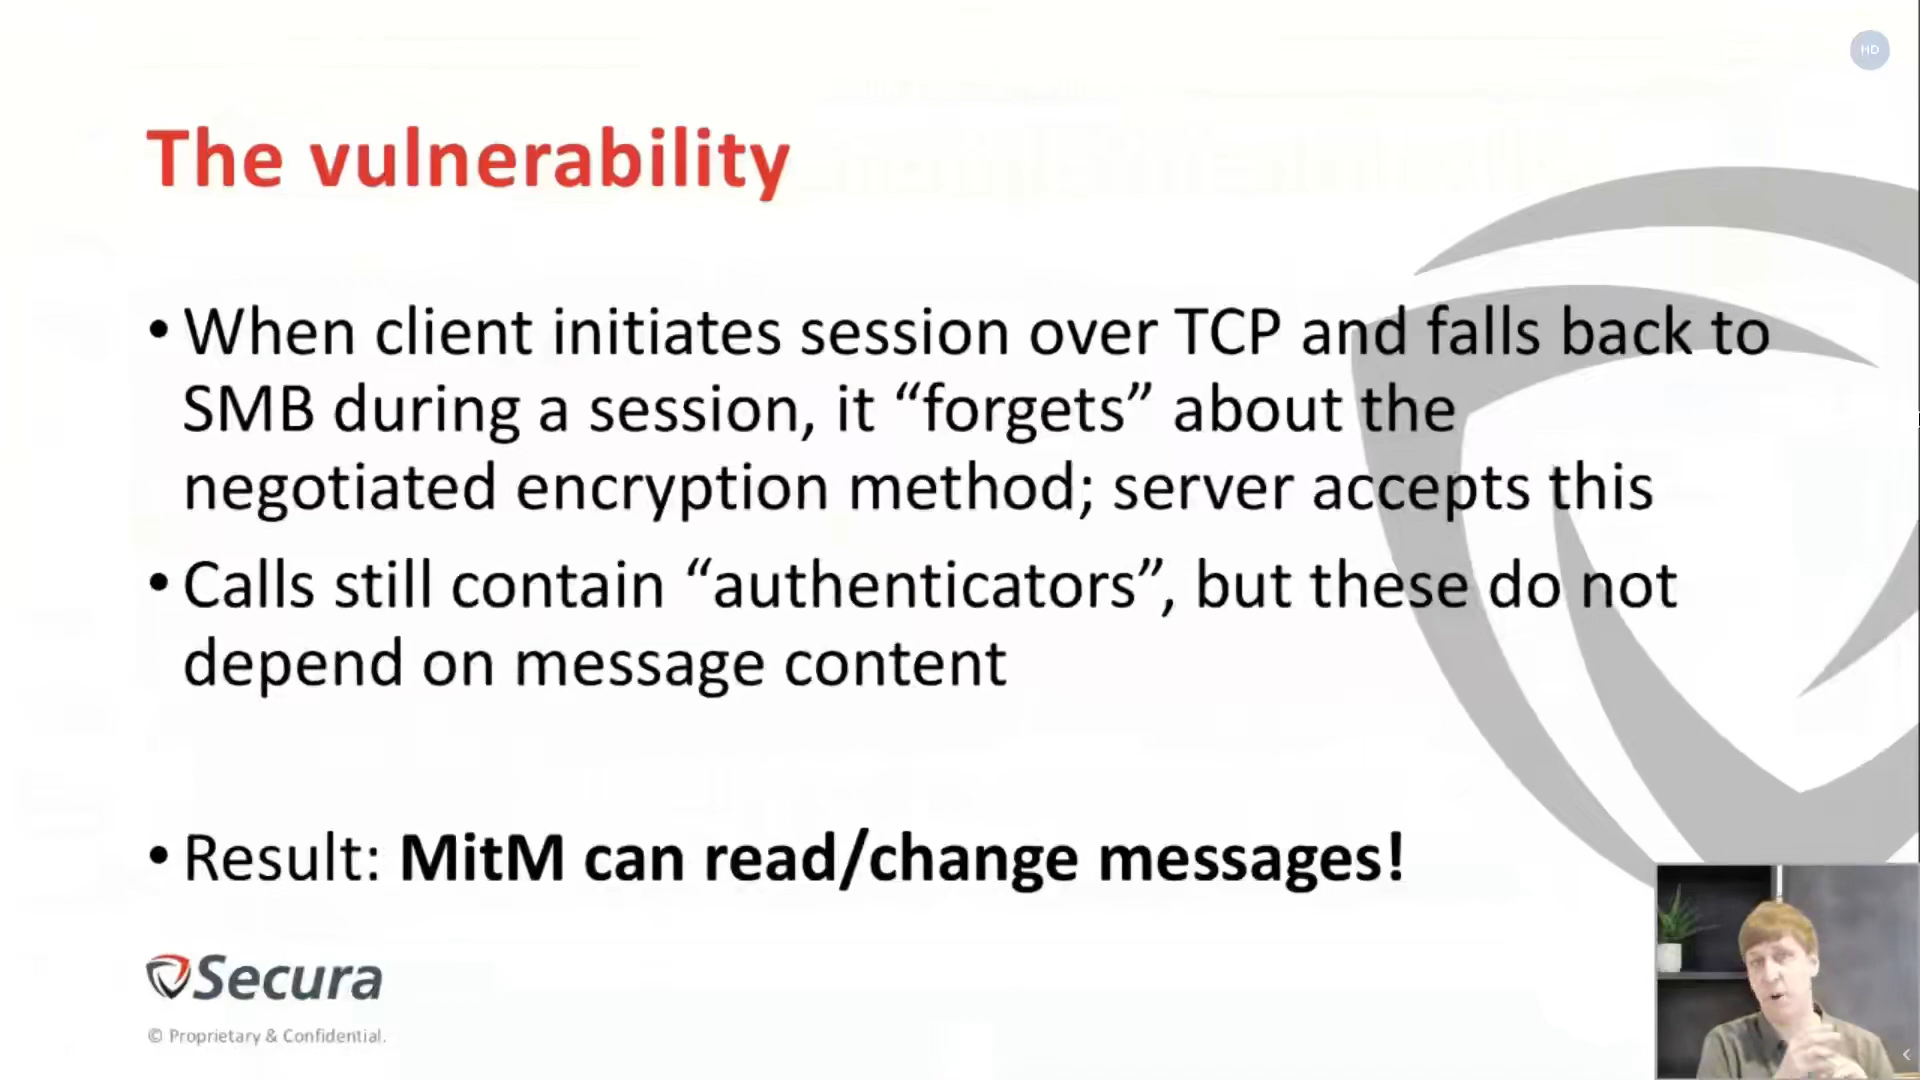 HD
The vulnerability
• When client initiates session over TCP and falls back to
SMB during a session, it “forgets” about the
negotiated encryption method; server accepts this
• Calls still contain “authenticators”, but these do not
depend on message content
• Result: MitM can read/change messages!
Secura
© Proprietary & Confidential.